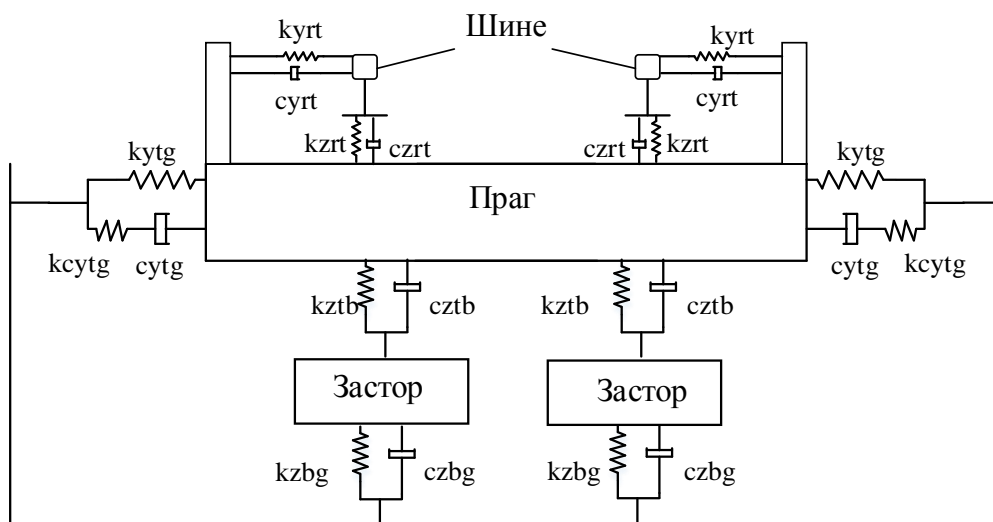 Шине
kyrt
kyrt
cyrt
cyrt
kzrt
czrt
czrt
kzrt
kytg
kytg
Праг
kcytg
cytg
cytg
kcytg
kztb
cztb
kztb
cztb
Застор
Застор
kzbg
czbg
kzbg
czbg